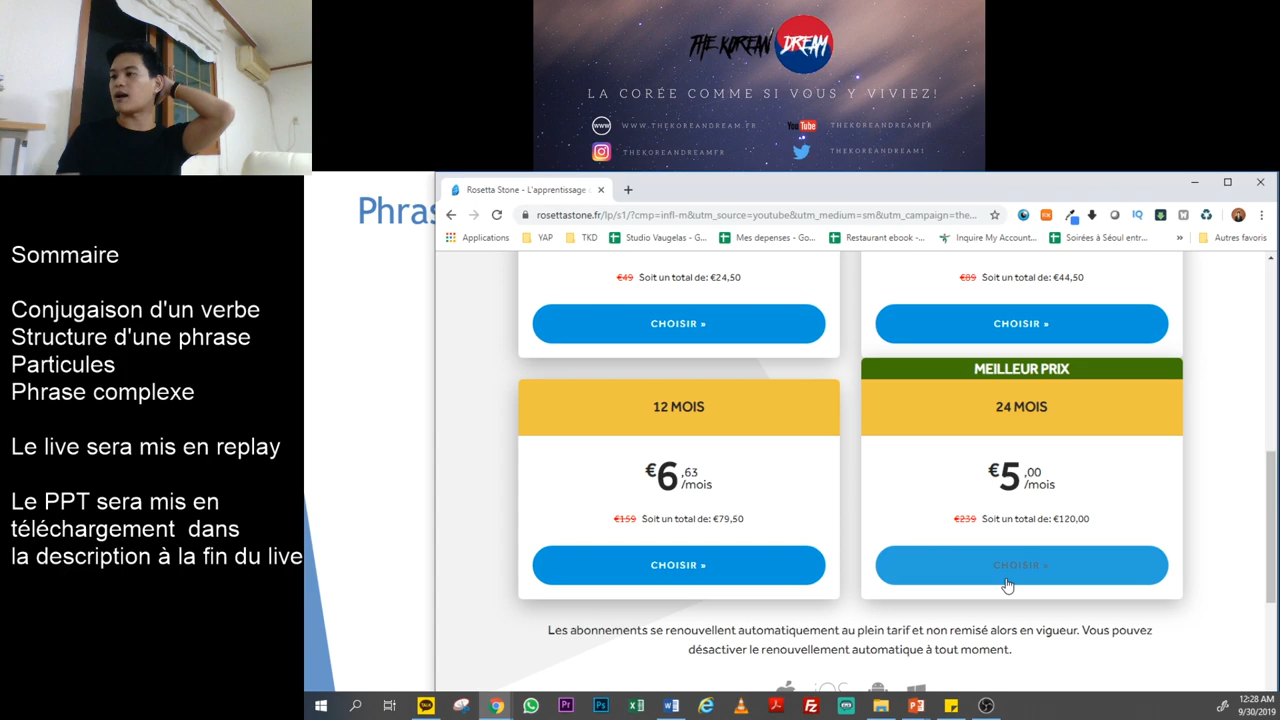 THE KOREAN DREAM
LA CORÉE COMME SI VOUS Y VIVIEZ!
WWW WWW.THEKOREANDREAM.FR
You Tube THEKOREANDREAMFR
THEKOREANDREAMFR
THEKOREANDREAM1
Sommaire
Conjugaison d'un verbe
Structure d'une phrase
Particules
Phrase complexe
Le live sera mis en replay
Le PPT sera mis en
téléchargement dans
la description à la fin du live
Phras
Rosetta Stone - L'apprentissage
rosettastone.fr/lp/s1/?cmp=infl-m&utm_source=youtube&utm_medium=sm&utm_campaign=the...
Applications
YAP
TKD
Studio Vaugelas - G...
Mes depenses - Go...
Restaurant ebook -...
Inquire My Account...
Soirées à Séoul entr...
»
Autres favoris
€49 Soit un total de: €24,50
CHOISIR »
€89 Soit un total de: €44,50
CHOISIR »
12 MOIS
€6,63 /mois
€159 Soit un total de: €79,50
CHOISIR »
MEILLEUR PRIX
24 MOIS
€5,00 /mois
€239 Soit un total de: €120,00
CHOISIR »
Les abonnements se renouvellent automatiquement au plein tarif et non remisé alors en vigueur. Vous pouvez
désactiver le renouvellement automatique à tout moment.
iOS
12:28 AM
9/30/2019